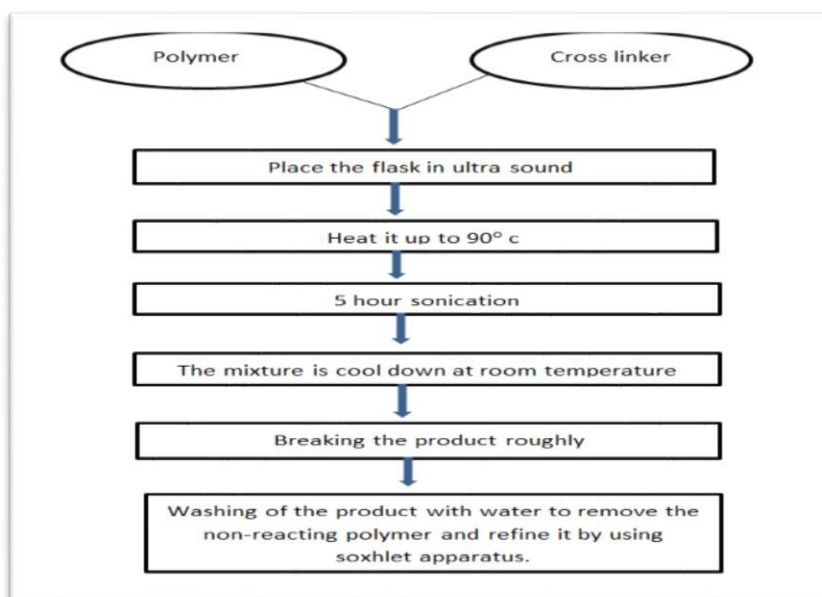 Polymer
Cross linker
Place the flask in ultra sound
Heat it up to 90° c
5 hour sonication
The mixture is cool down at room temperature
Breaking the product roughly
Washing of the product with water to remove the
non-reacting polymer and refine it by using
soxhlet apparatus.